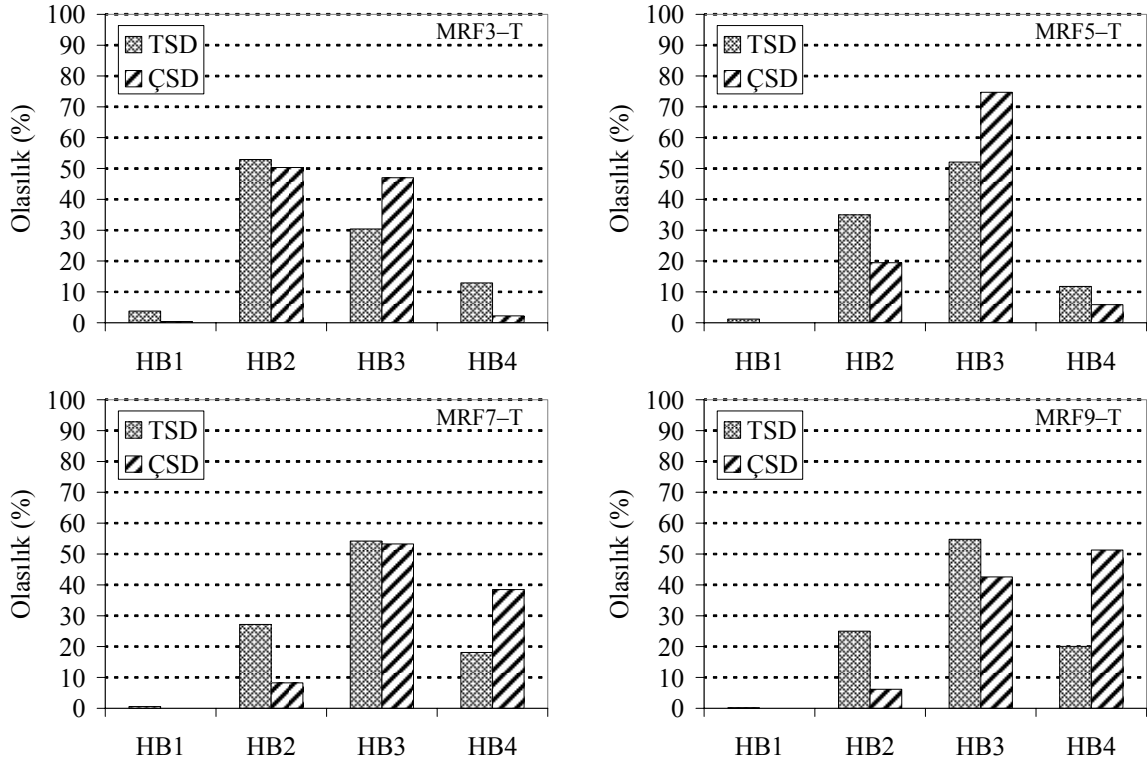 MRF3–T
TSD
ÇSD
Olasılık (%)
100
90
80
70
60
50
40
30
20
10
0
HB1 HB2 HB3 HB4
MRF5–T
TSD
ÇSD
Olasılık (%)
100
90
80
70
60
50
40
30
20
10
0
HB1 HB2 HB3 HB4
MRF7–T
TSD
ÇSD
Olasılık (%)
100
90
80
70
60
50
40
30
20
10
0
HB1 HB2 HB3 HB4
MRF9–T
TSD
ÇSD
Olasılık (%)
100
90
80
70
60
50
40
30
20
10
0
HB1 HB2 HB3 HB4